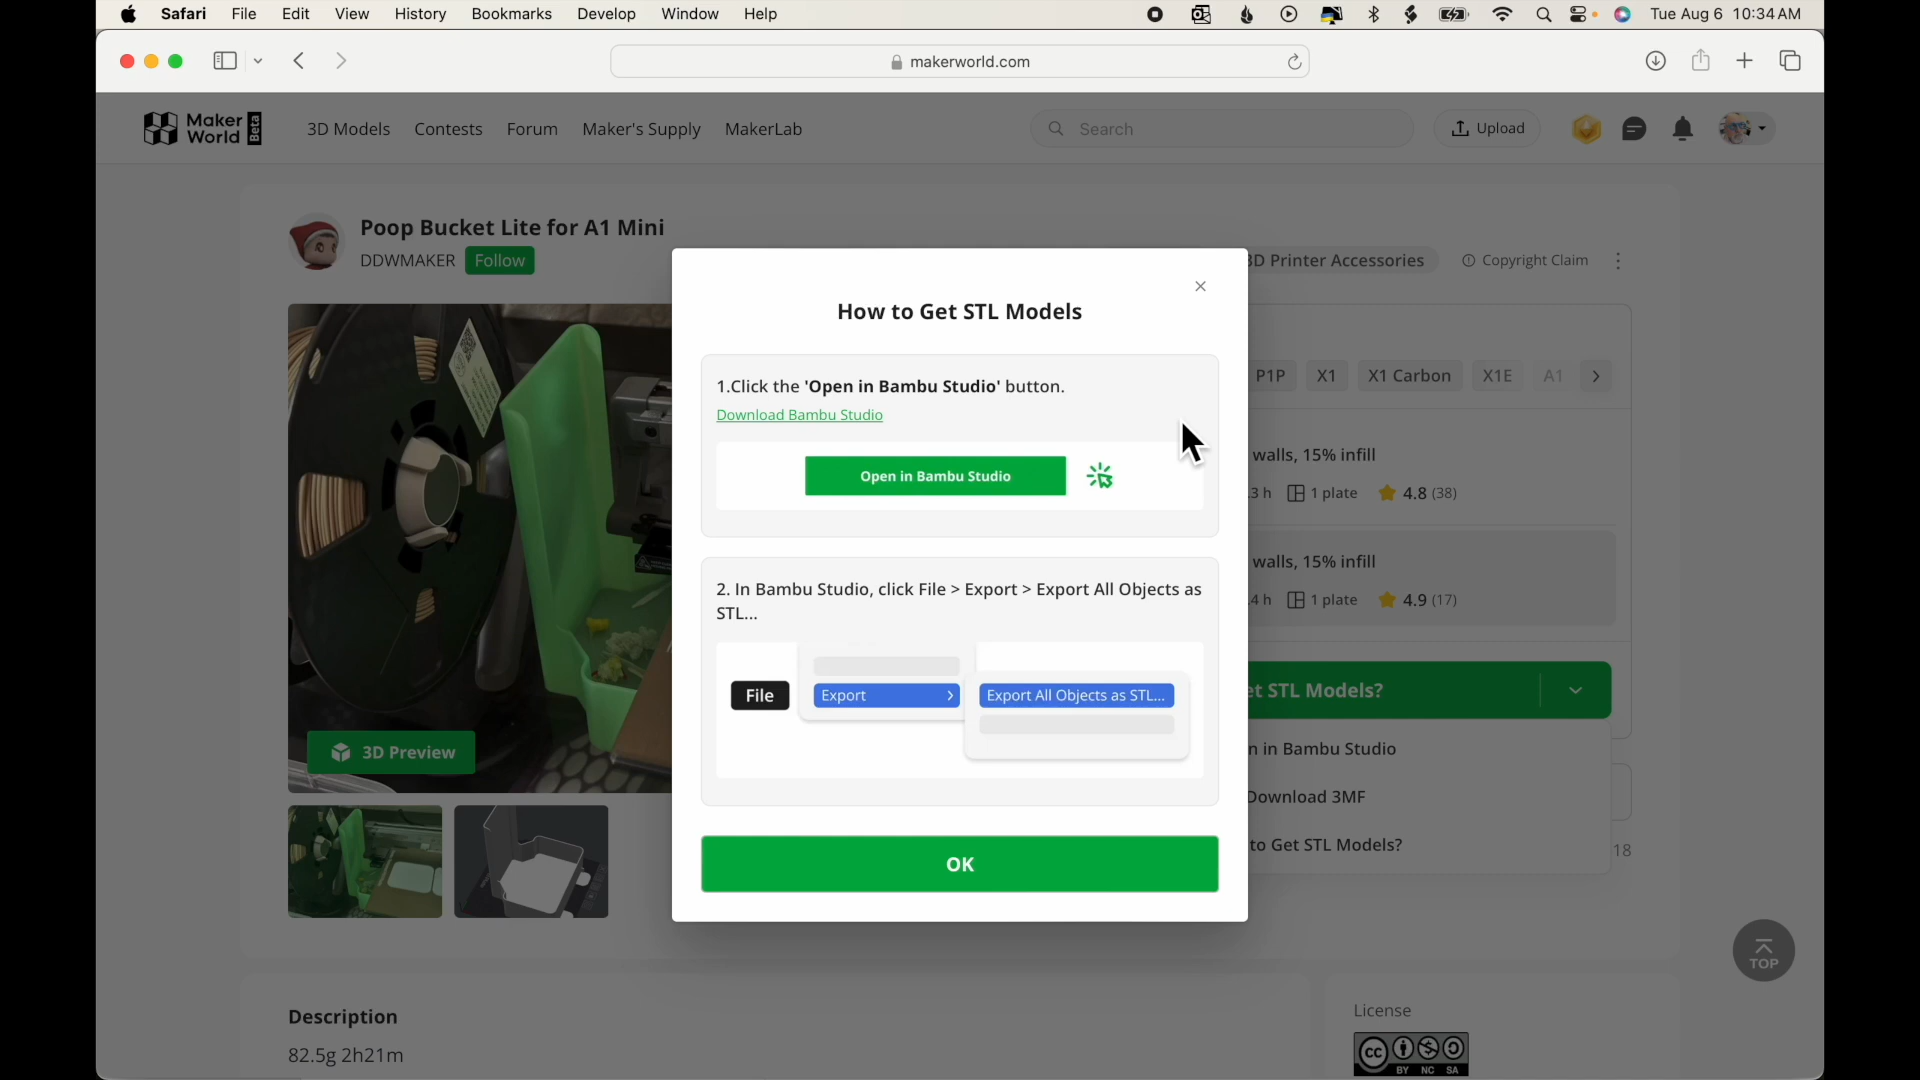 Safari File Edit View History Bookmarks Develop Window Help Tue Aug 6 10:34 AM
makerworld.com
Maker World Beta
3D Models Contests Forum Maker's Supply MakerLab Search Upload
Poop Bucket Lite for A1 Mini
DDWMAKER Follow
3D Printer Accessories Copyright Claim
How to Get STL Models
1.Click the 'Open in Bambu Studio' button.
Download Bambu Studio
Open in Bambu Studio
2. In Bambu Studio, click File > Export > Export All Objects as
STL...
File Export > Export All Objects as STL...
OK
P1P X1 X1 Carbon X1E A1 >
walls, 15% infill
1 plate 4.8 (38)
walls, 15% infill
1 plate 4.9 (17)
STL Models?
in Bambu Studio
Download 3MF
to Get STL Models?
18
3D Preview
TOP
Description
82.5g 2h21m
License
CC BY NC SA